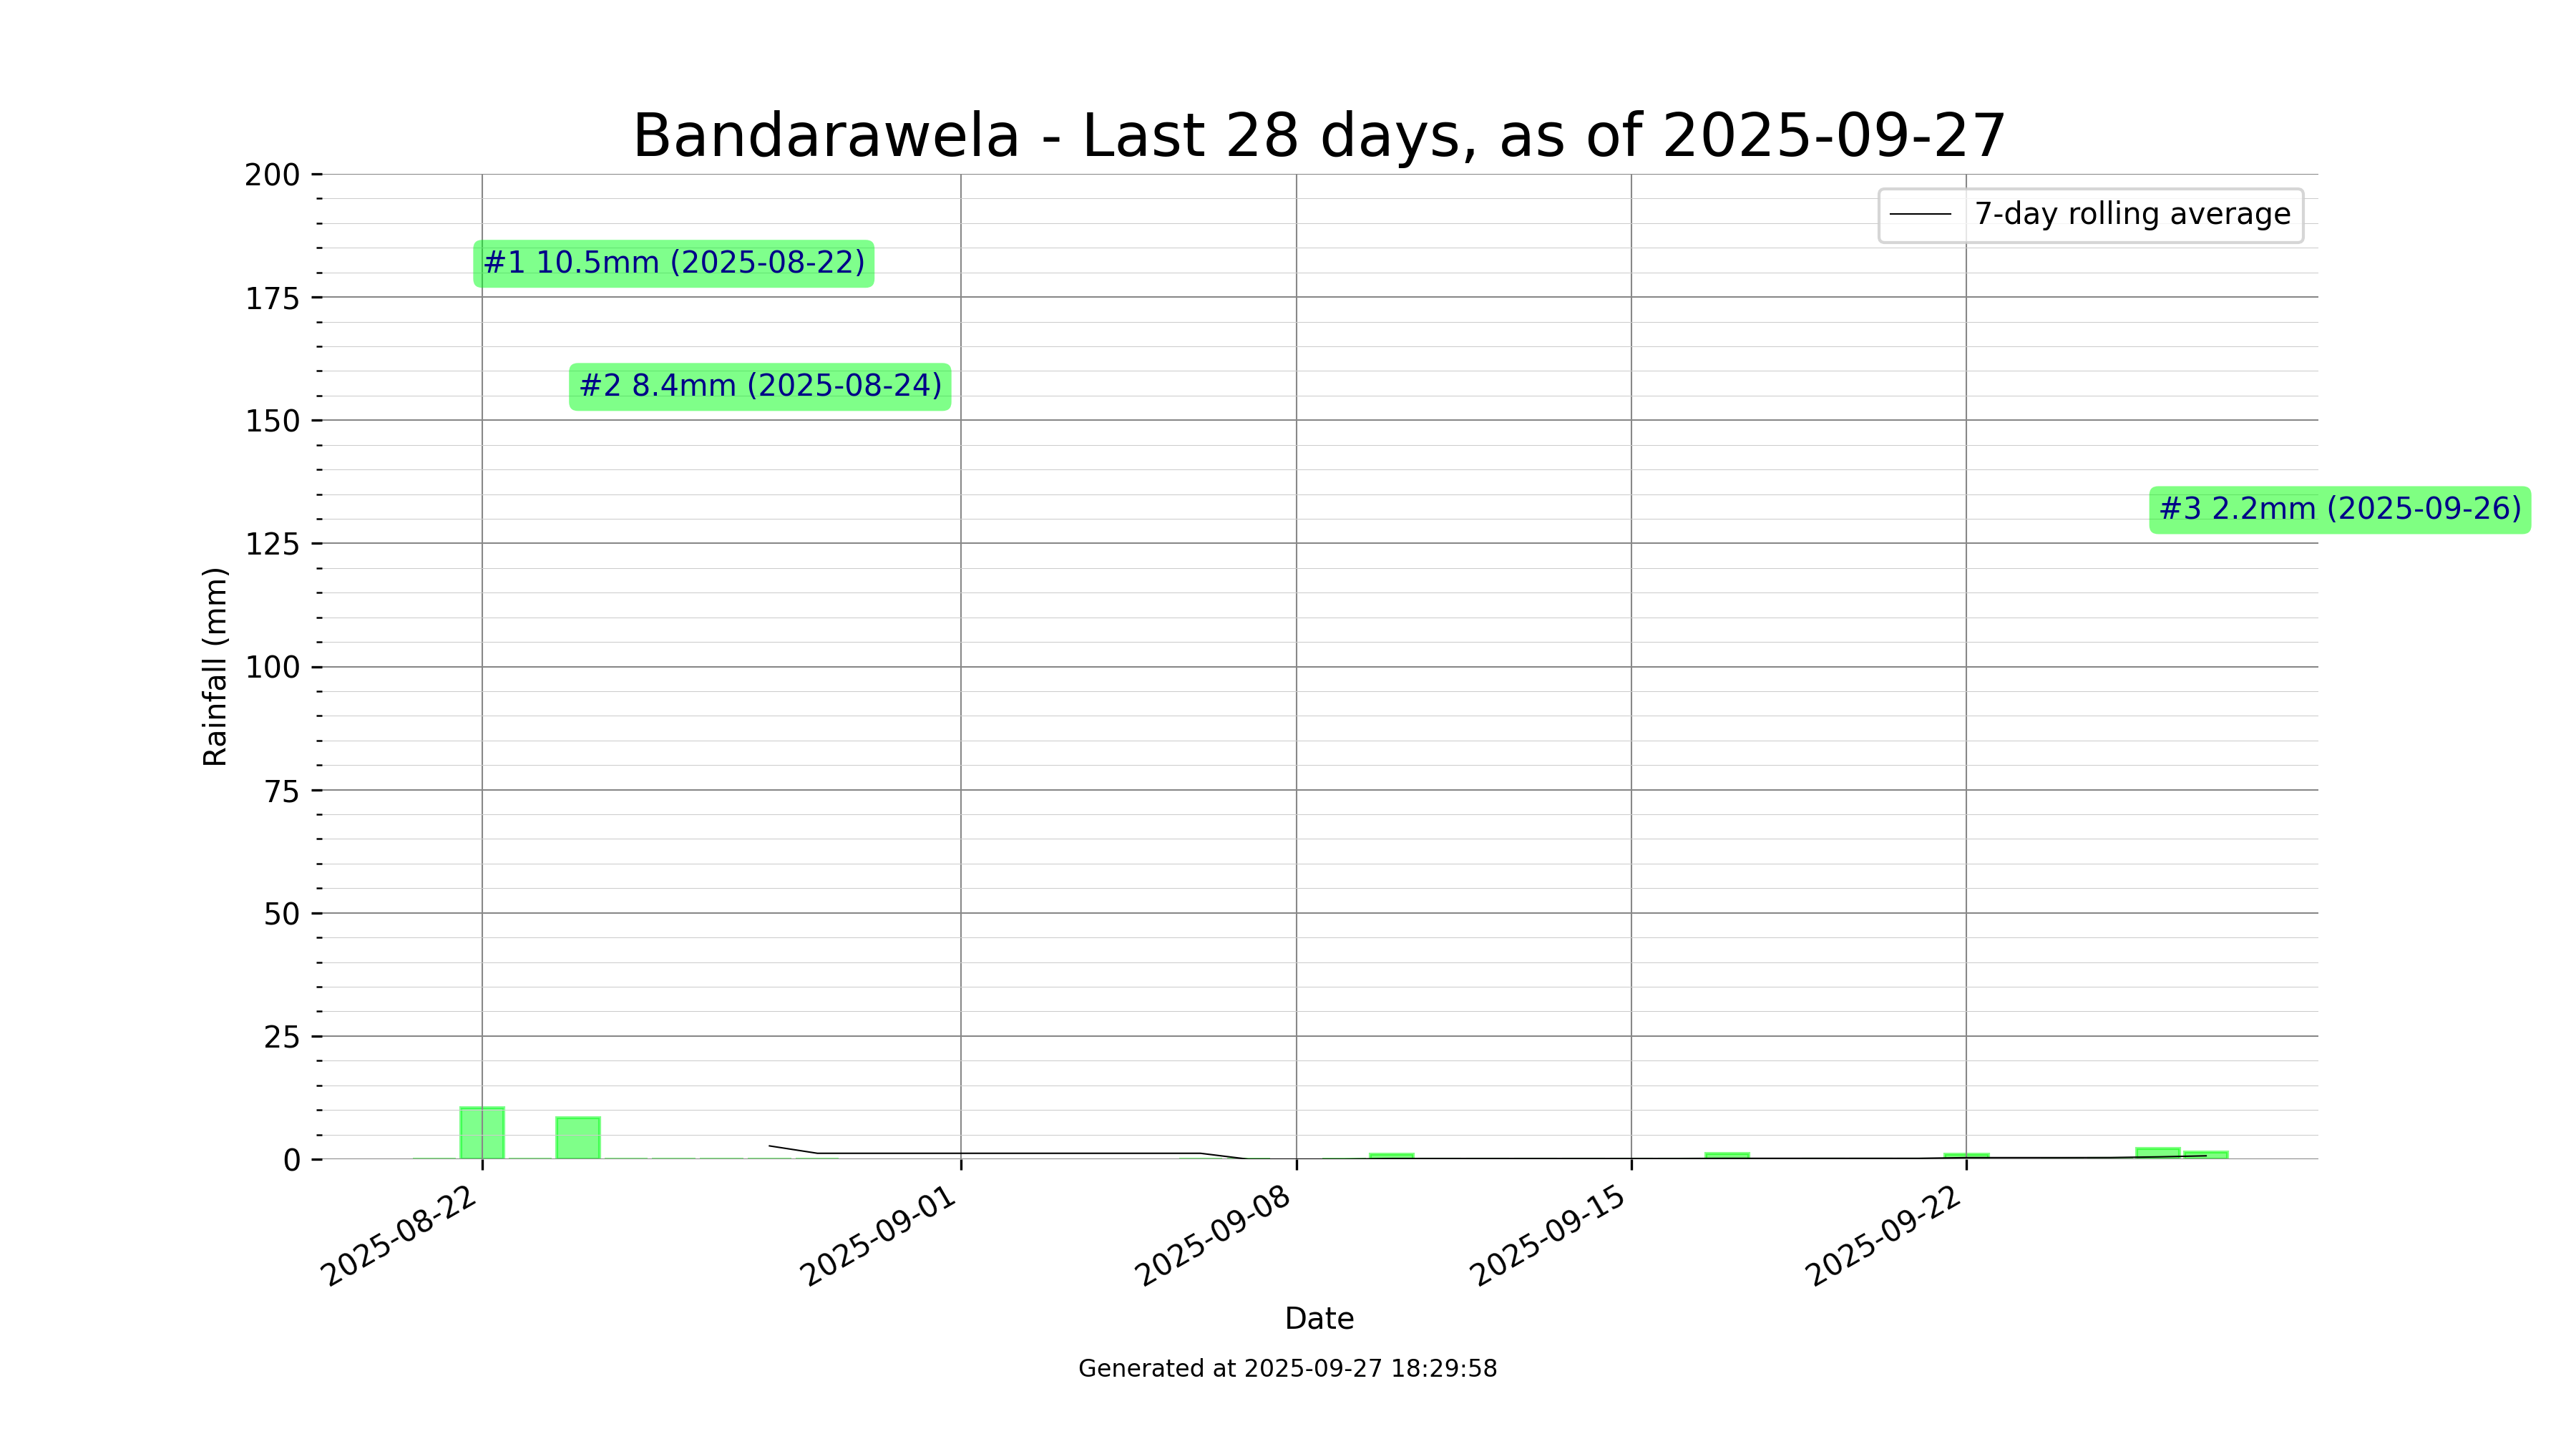 Bandarawela - Last 28 days, as of 2025-09-27
200
175
150
125
100
75
50
25
0
Rainfall (mm)
7-day rolling average
#1 10.5mm (2025-08-22)
#2 8.4mm (2025-08-24)
#3 2.2mm (2025-09-26)
2025-08-22
2025-09-01
2025-09-08
2025-09-15
2025-09-22
Date
Generated at 2025-09-27 18:29:58